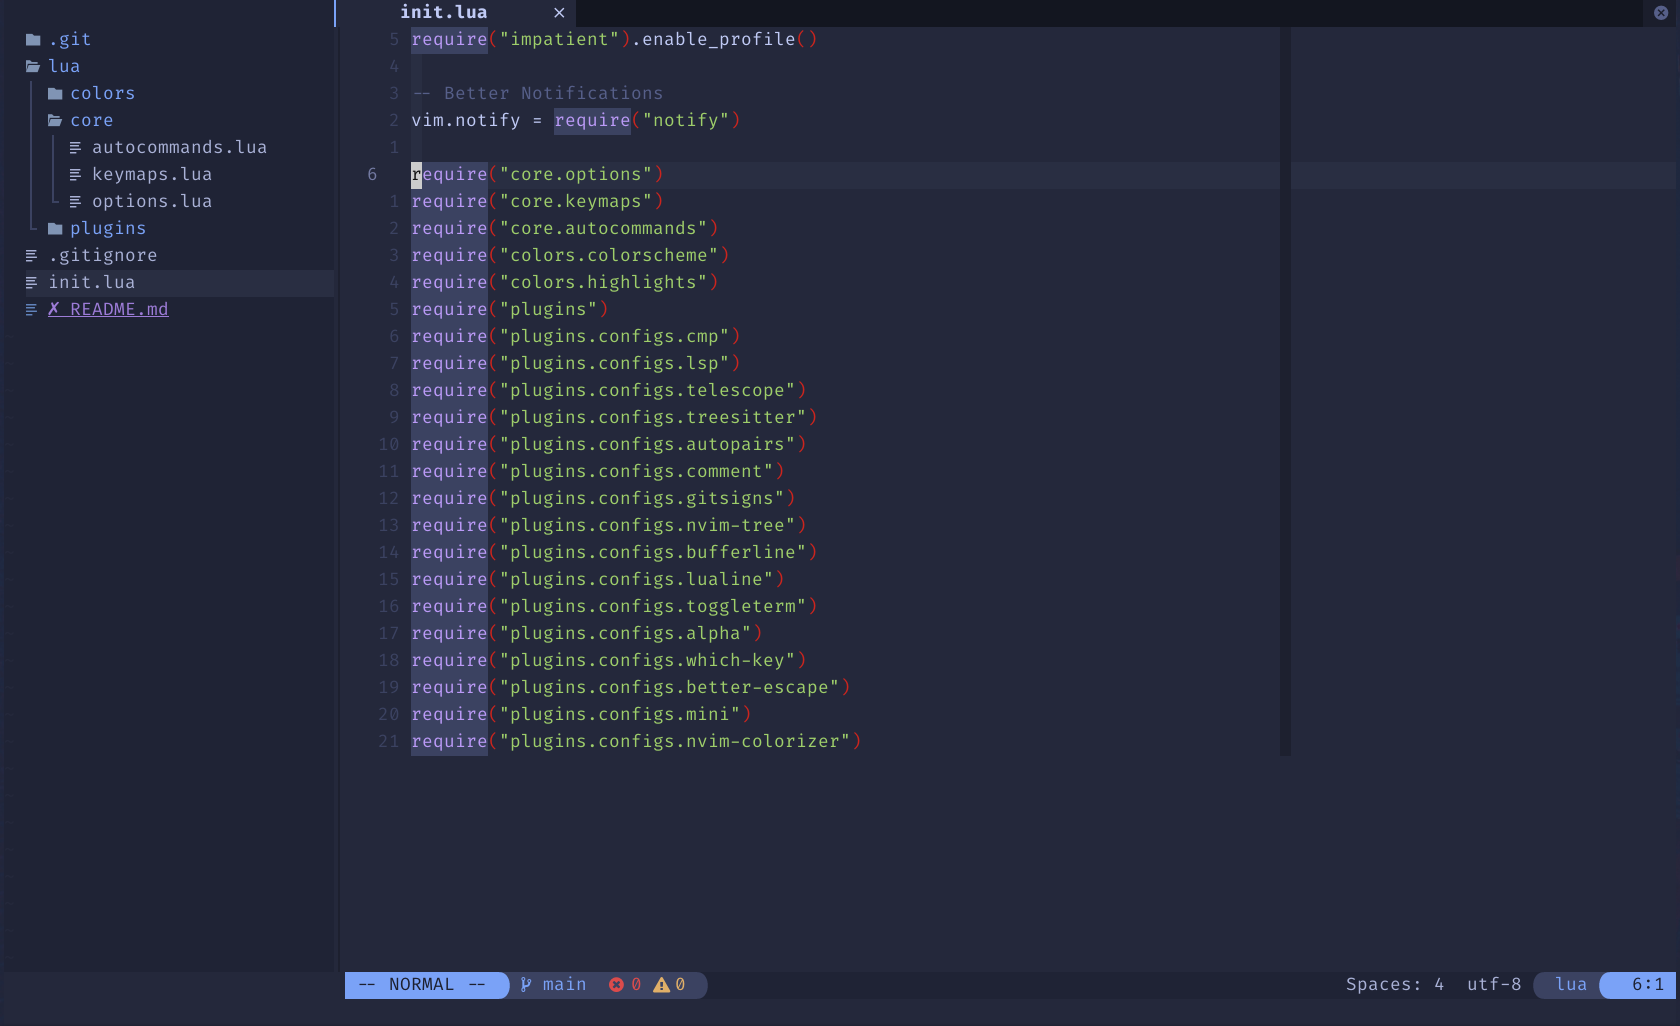 init.lua ×
.git
lua
colors
core
autocommands.lua
keymaps.lua
options.lua
plugins
.gitignore
init.lua
✗ README.md
5 require("impatient").enable_profile()
4
3 -- Better Notifications
2 vim.notify = require("notify")
1
6 require("core.options")
1 require("core.keymaps")
2 require("core.autocommands")
3 require("colors.colorscheme")
4 require("colors.highlights")
5 require("plugins")
6 require("plugins.configs.cmp")
7 require("plugins.configs.lsp")
8 require("plugins.configs.telescope")
9 require("plugins.configs.treesitter")
10 require("plugins.configs.autopairs")
11 require("plugins.configs.comment")
12 require("plugins.configs.gitsigns")
13 require("plugins.configs.nvim-tree")
14 require("plugins.configs.bufferline")
15 require("plugins.configs.lualine")
16 require("plugins.configs.toggleterm")
17 require("plugins.configs.alpha")
18 require("plugins.configs.which-key")
19 require("plugins.configs.better-escape")
20 require("plugins.configs.mini")
21 require("plugins.configs.nvim-colorizer")
-- NORMAL -- main 0 0 Spaces: 4 utf-8 lua 6:1